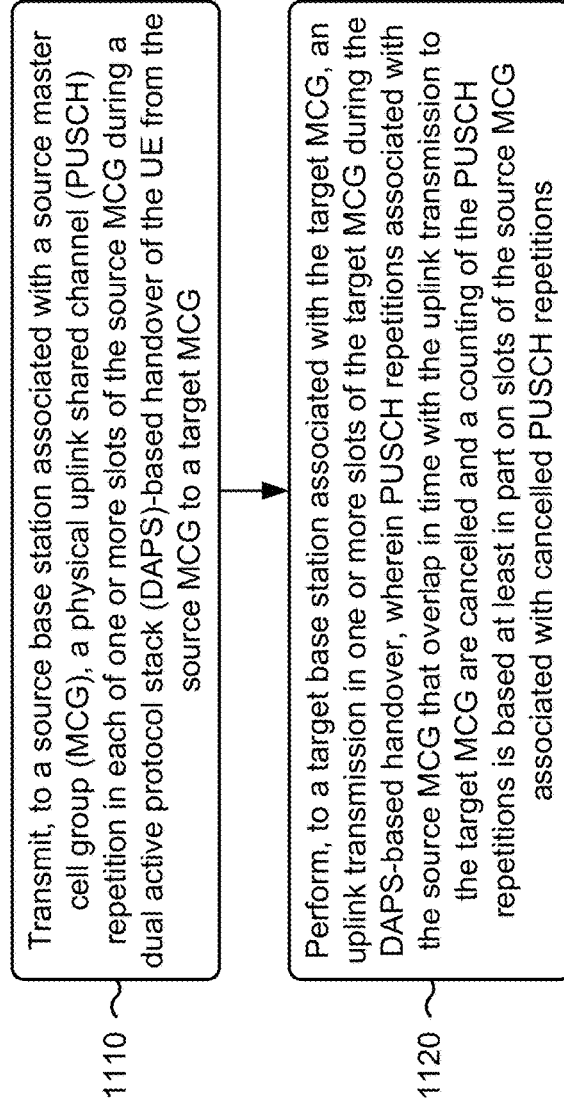 1110
Transmit, to a source base station associated with a source master
cell group (MCG), a physical uplink shared channel (PUSCH)
repetition in each of one or more slots of the source MCG during a
dual active protocol stack (DAPS)-based handover of the UE from the
source MCG to a target MCG
1120
Perform, to a target base station associated with the target MCG, an
uplink transmission in one or more slots of the target MCG during the
DAPS-based handover, wherein PUSCH repetitions associated with
the source MCG that overlap in time with the uplink transmission to
the target MCG are cancelled and a counting of the PUSCH
repetitions is based at least in part on slots of the source MCG
associated with cancelled PUSCH repetitions